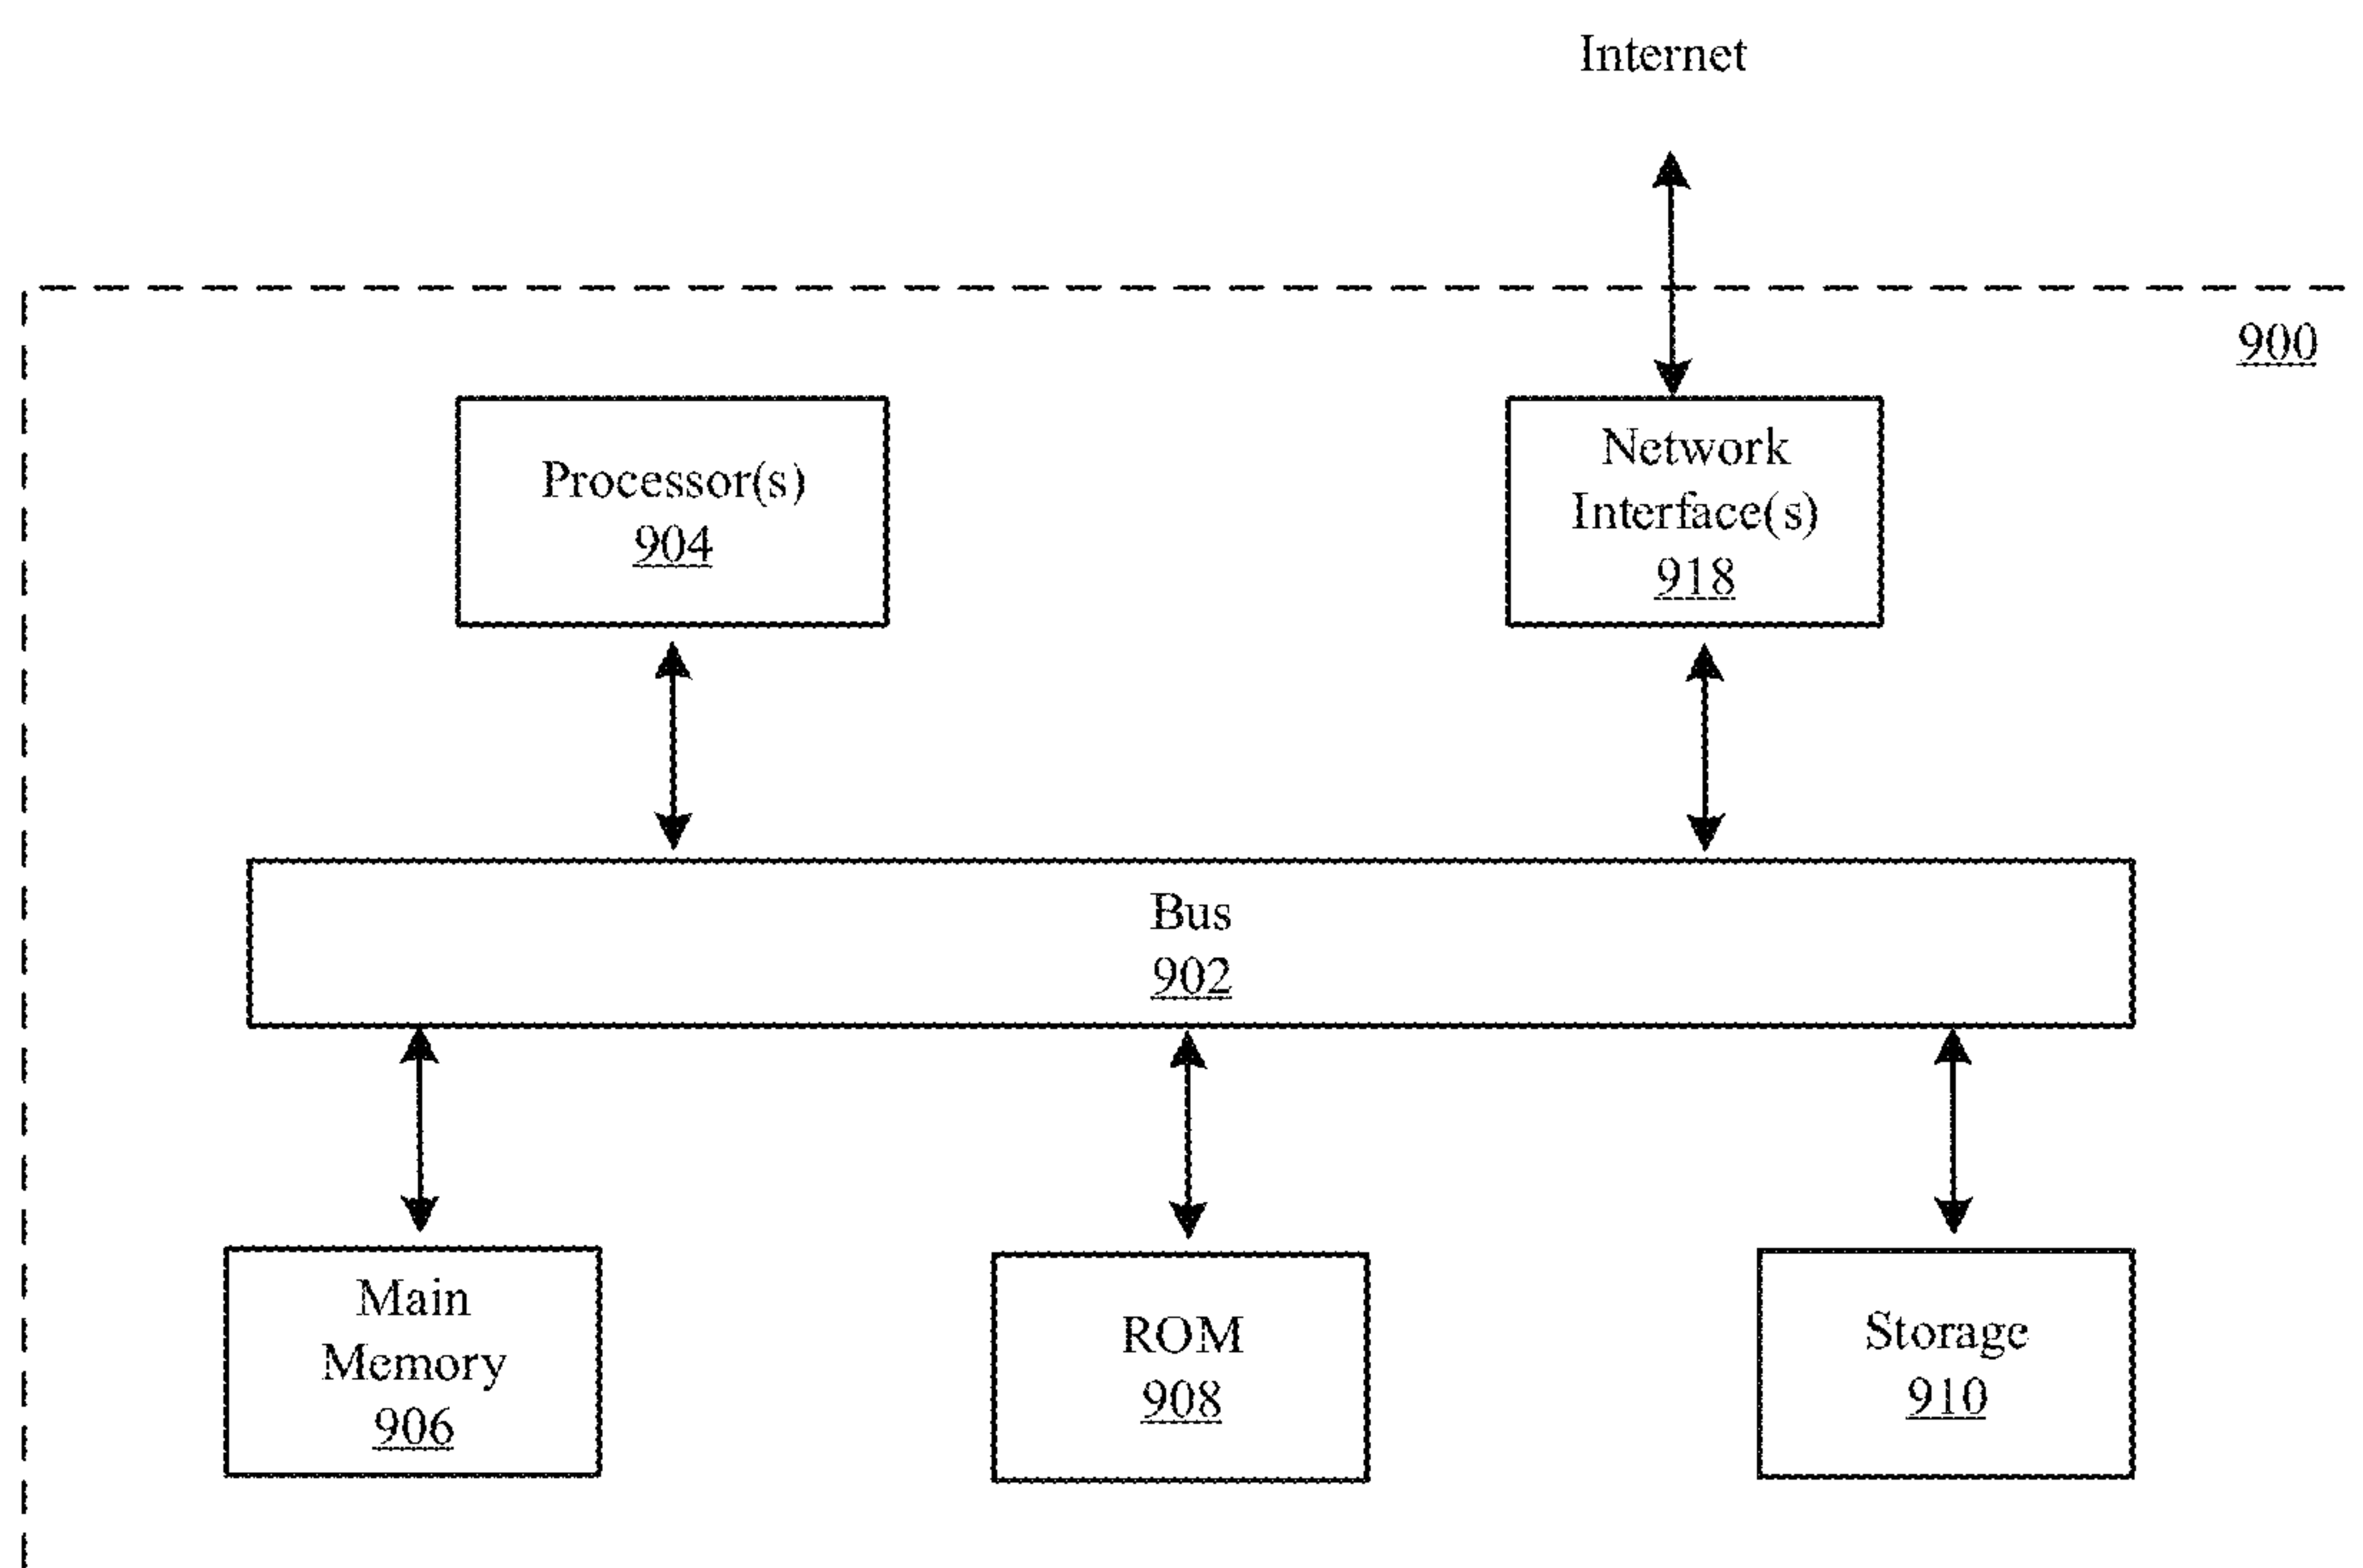 Internet
900
Processor(s)
904
Network
Interface(s)
918
Bus
902
Main
Memory
906
ROM
908
Storage
910